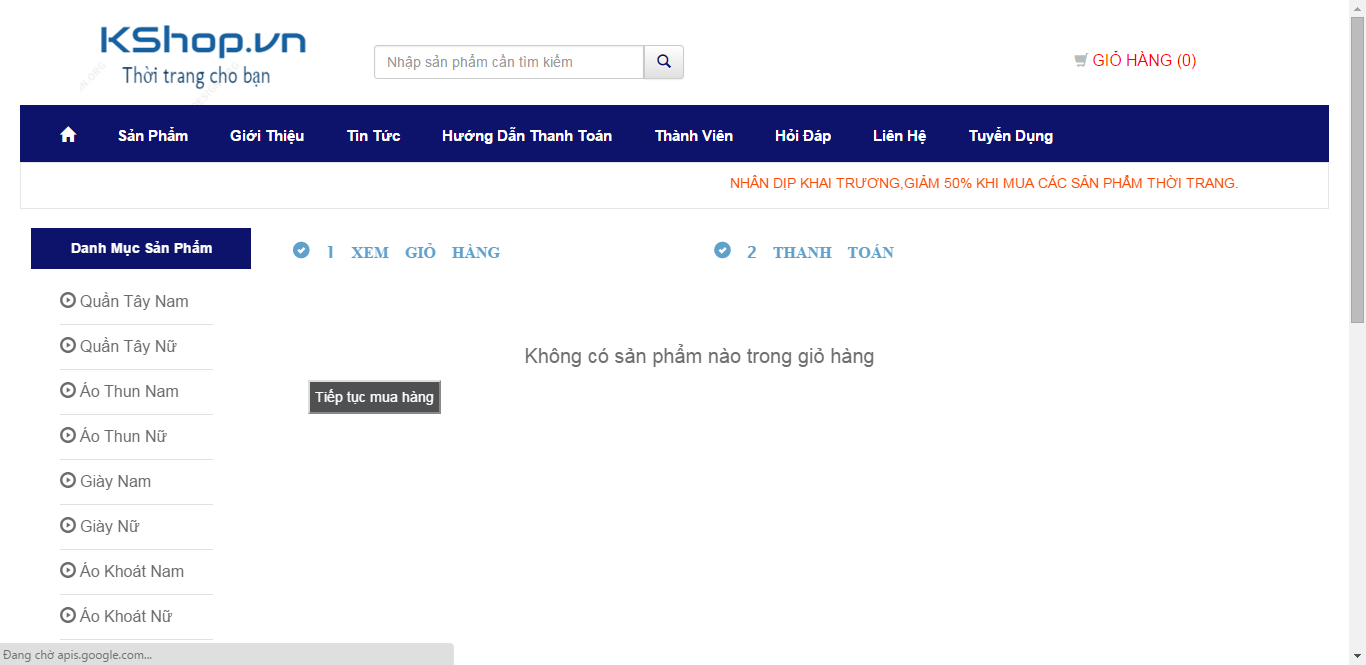 KShop.vn
Thời trang cho bạn
Nhập sản phẩm cần tìm kiếm
GIỎ HÀNG (0)
Sản Phẩm Giới Thiệu Tin Tức Hướng Dẫn Thanh Toán Thành Viên Hỏi Đáp Liên Hệ Tuyển Dụng
NHÂN DỊP KHAI TRƯƠNG,GIẢM 50% KHI MUA CÁC SẢN PHẨM THỜI TRANG.
Danh Mục Sản Phẩm
1 XEM GIỎ HÀNG
2 THANH TOÁN
Quần Tây Nam
Quần Tây Nữ
Áo Thun Nam
Áo Thun Nữ
Giày Nam
Giày Nữ
Áo Khoát Nam
Áo Khoát Nữ
Không có sản phẩm nào trong giỏ hàng
Tiếp tục mua hàng
Đang chờ apis.google.com...